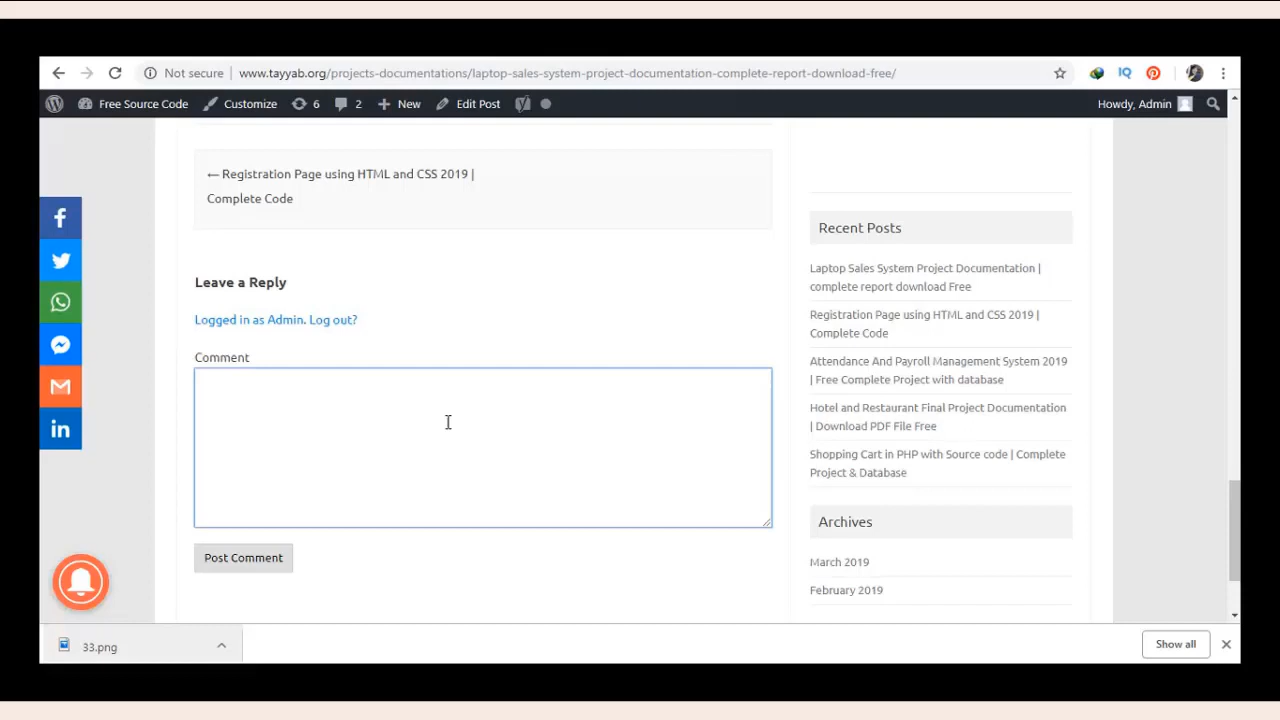 Not secure www.tayyab.org/projects-documentations/laptop-sales-system-project-documentation-complete-report-download-free/ IQ
Free Source Code Customize 6 2 New Edit Post Howdy, Admin
← Registration Page using HTML and CSS 2019 |
Complete Code
Leave a Reply
Logged in as Admin. Log out?
Comment
Post Comment
Recent Posts
Laptop Sales System Project Documentation |
complete report download Free
Registration Page using HTML and CSS 2019 |
Complete Code
Attendance And Payroll Management System 2019
| Free Complete Project with database
Hotel and Restaurant Final Project Documentation
| Download PDF File Free
Shopping Cart in PHP with Source code | Complete
Project & Database
Archives
March 2019
February 2019
33.png
Show all